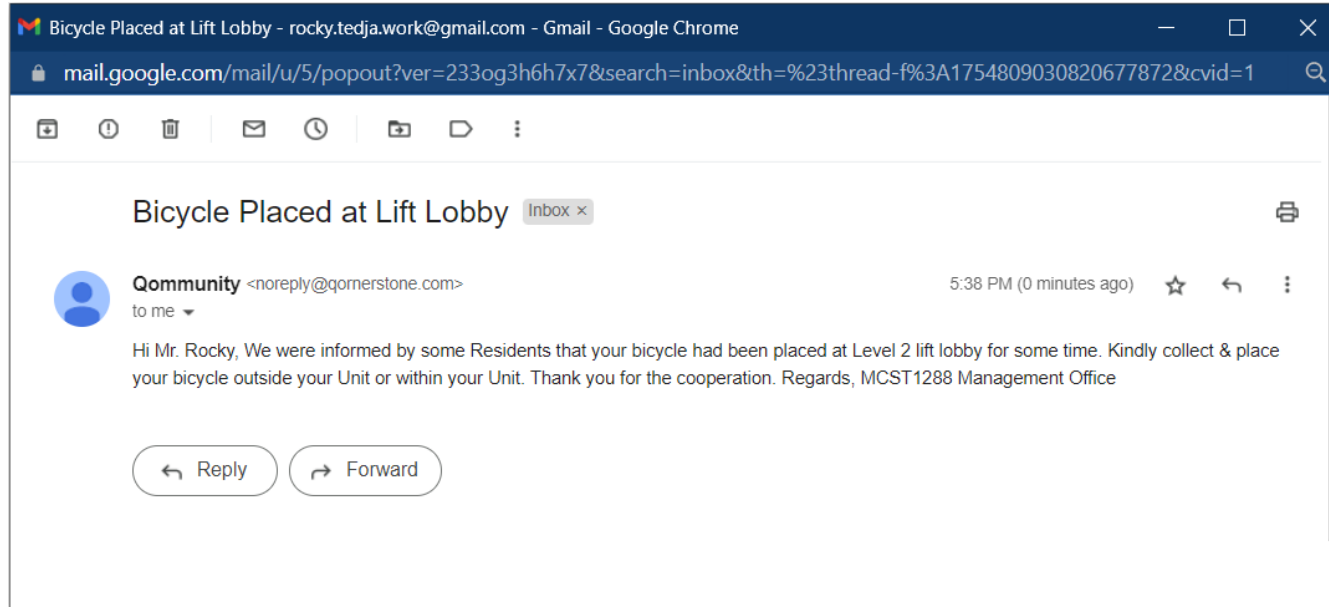 Bicycle Placed at Lift Lobby - rocky.tedja.work@gmail.com - Gmail - Google Chrome
mail.google.com/mail/u/5/popout?ver=233og3h6h7x7&search=inbox&th=%23thread-f%3A1754809030820677872&cvid=1
Bicycle Placed at Lift Lobby Inbox ×
Qommunity <noreply@qornerstone.com> 5:38 PM (0 minutes ago)
to me
Hi Mr. Rocky, We were informed by some Residents that your bicycle had been placed at Level 2 lift lobby for some time. Kindly collect & place
your bicycle outside your Unit or within your Unit. Thank you for the cooperation. Regards, MCST1288 Management Office
Reply Forward